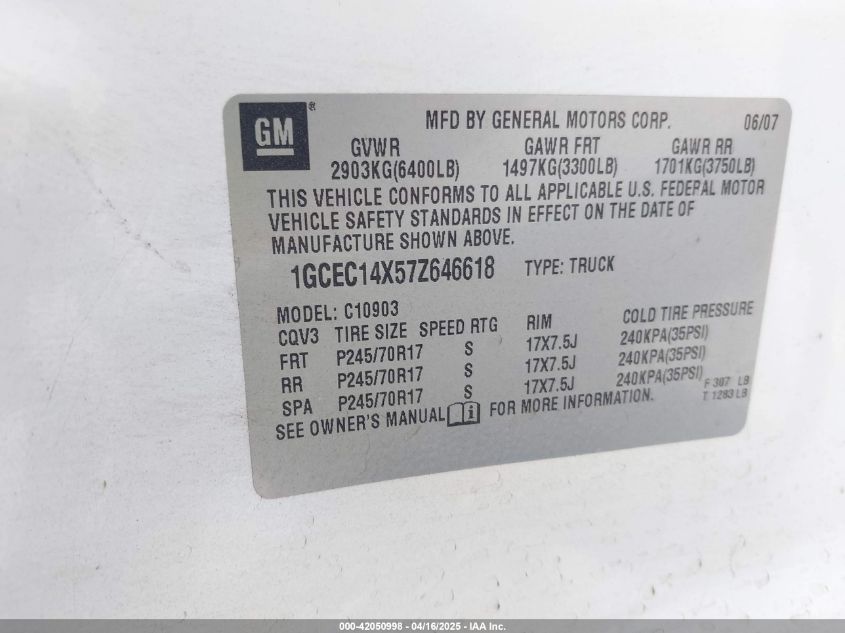 GM® MFD BY GENERAL MOTORS CORP. 06/07
GVWR GAWR FRT GAWR RR
2903KG(6400LB) 1497KG(3300LB) 1701KG(3750LB)
THIS VEHICLE CONFORMS TO ALL APPLICABLE U.S. FEDERAL MOTOR
VEHICLE SAFETY STANDARDS IN EFFECT ON THE DATE OF
MANUFACTURE SHOWN ABOVE.
1GCEC14X57Z646618 TYPE: TRUCK
MODEL: C10903
CQV3 TIRE SIZE SPEED RTG RIM COLD TIRE PRESSURE
FRT P245/70R17 S 17X7.5J 240KPA(35PSI)
RR P245/70R17 S 17X7.5J 240KPA(35PSI)
SPA P245/70R17 S 17X7.5J 240KPA(35PSI)
F 307 LB
T 1283 LB
SEE OWNER'S MANUAL i FOR MORE INFORMATION.
000-42050998 - 04/16/2025 - IAA Inc.